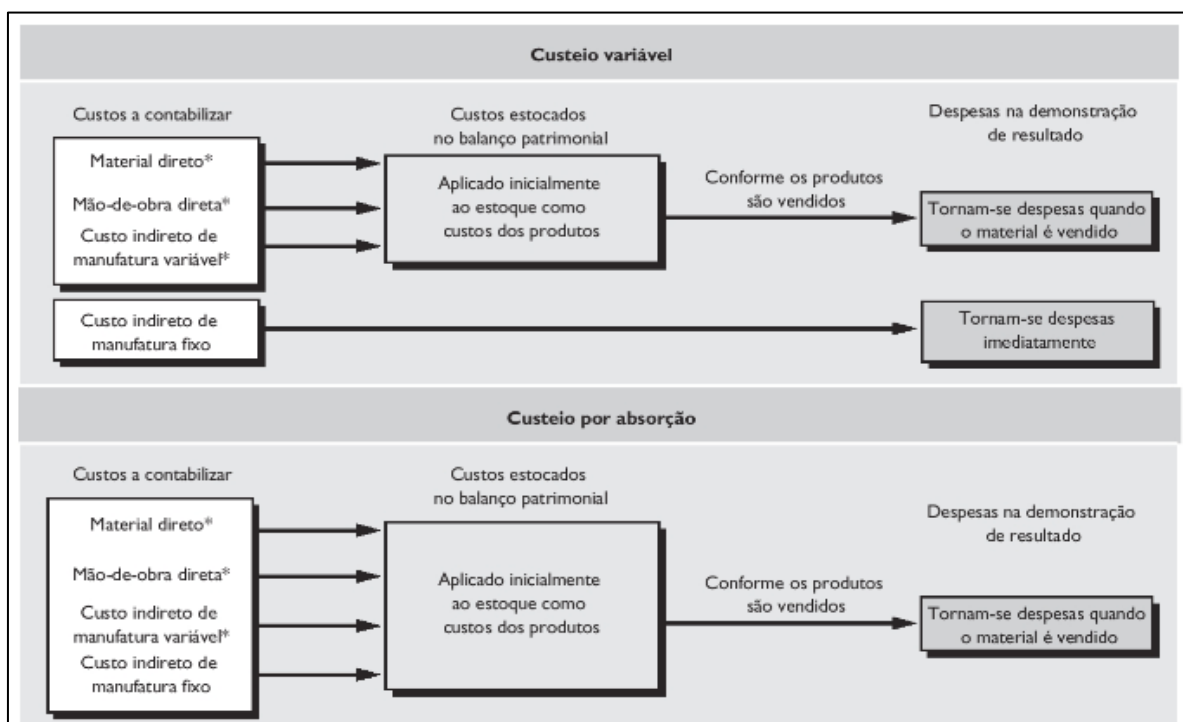 Custeio variável
Custos a contabilizar
Custos estocados
no balanço patrimonial
Despesas na demonstração
de resultado
Material direto*
Mão-de-obra direta*
Custo indireto de
manufatura variável*
Aplicado inicialmente
ao estoque como
custos dos produtos
Conforme os produtos
são vendidos
Tornam-se despesas quando
o material é vendido
Custo indireto de
manufatura fixo
Tornam-se despesas
imediatamente
Custeio por absorção
Custos a contabilizar
Custos estocados
no balanço patrimonial
Despesas na demonstração
de resultado
Material direto*
Mão-de-obra direta*
Custo indireto de
manufatura variável*
Custo indireto de
manufatura fixo
Aplicado inicialmente
ao estoque como
custos dos produtos
Conforme os produtos
são vendidos
Tornam-se despesas quando
o material é vendido